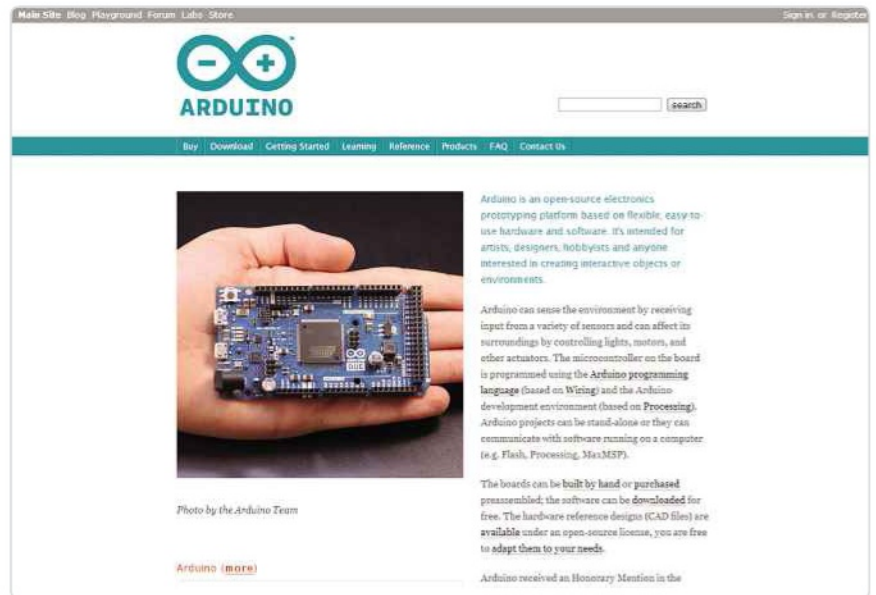 Main Site Blog Playground Forum Labs Store
Sign in or Register
ARDUINO
search
Buy Download Getting Started Learning Reference Products FAQ Contact Us
Arduino is an open-source electronics
prototyping platform based on flexible, easy-to-
use hardware and software. It's intended for
artists, designers, hobbyists and anyone
interested in creating interactive objects or
environments.
Arduino can sense the environment by receiving
input from a variety of sensors and can affect its
surroundings by controlling lights, motors, and
other actuators. The microcontroller on the board
is programmed using the Arduino programming
language (based on Wiring) and the Arduino
development environment (based on Processing).
Arduino projects can be stand-alone or they can
communicate with software running on a computer
(e.g. Flash, Processing, MaxMSP).
The boards can be built by hand or purchased
preassembled; the software can be downloaded for
free. The hardware reference designs (CAD files) are
available under an open-source license, you are free
to adapt them to your needs.
Arduino received an Honorary Mention in the
DUE
Photo by the Arduino Team
Arduino (more)